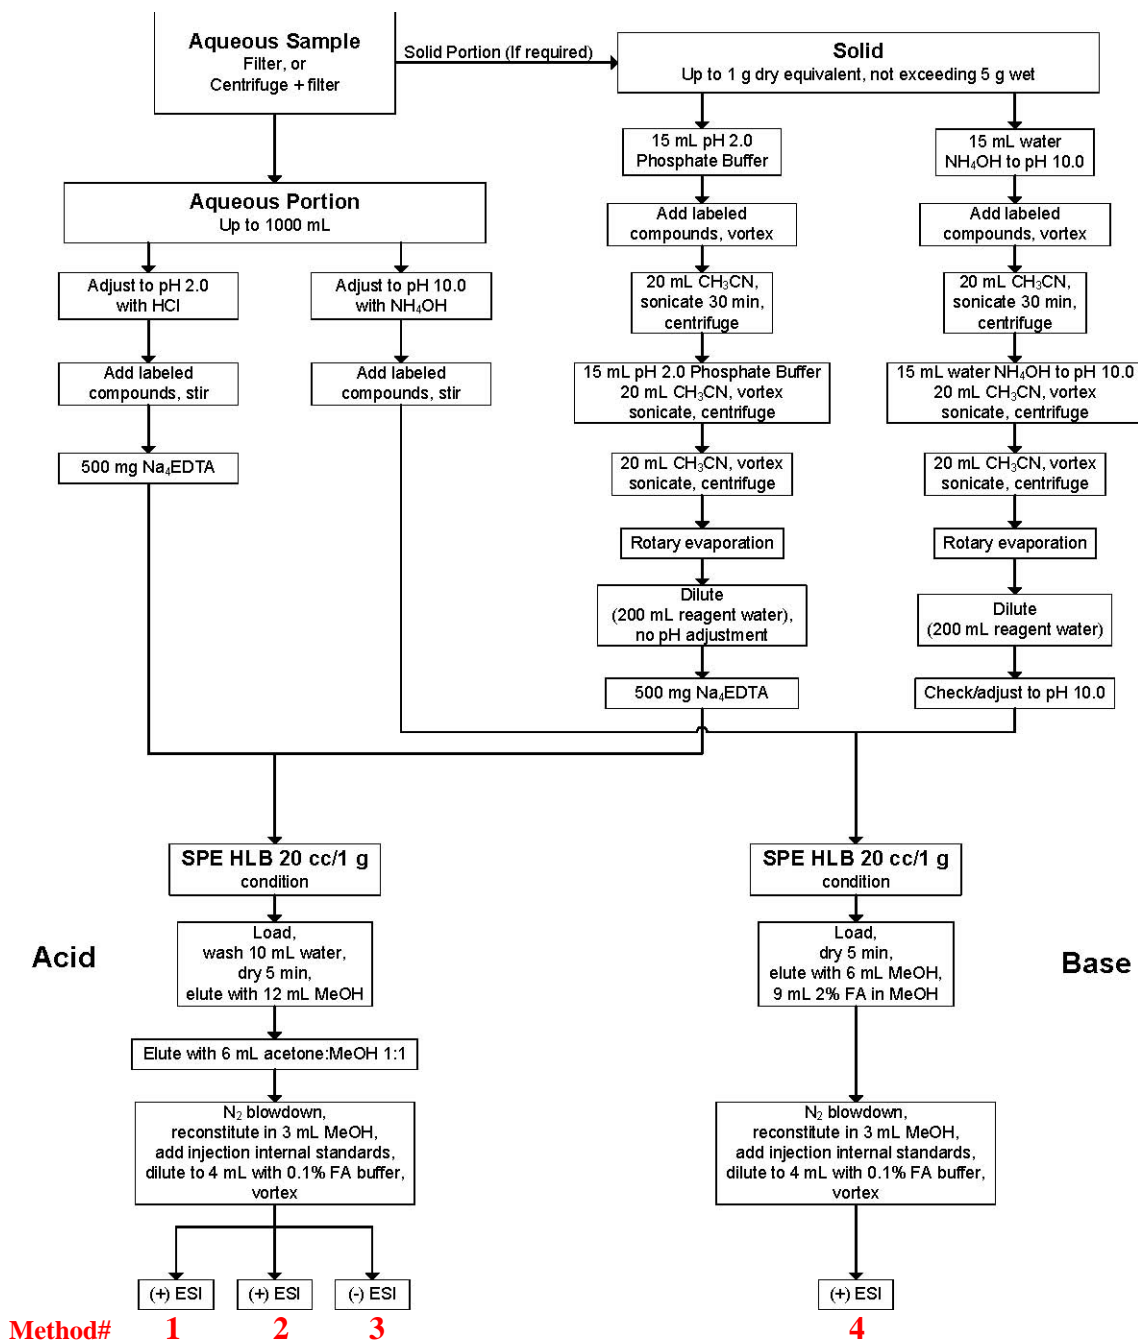 Aqueous Sample
Filter, or
Centrifuge + filter
Solid Portion (If required)
Solid
Up to 1 g dry equivalent, not exceeding 5 g wet
Aqueous Portion
Up to 1000 mL
Adjust to pH 2.0
with HCl
Adjust to pH 10.0
with NH₄OH
Add labeled
compounds, stir
Add labeled
compounds, stir
500 mg Na₄EDTA
15 mL pH 2.0
Phosphate Buffer
15 mL water
NH₄OH to pH 10.0
Add labeled
compounds, vortex
Add labeled
compounds, vortex
20 mL CH₃CN,
sonicate 30 min,
centrifuge
20 mL CH₃CN,
sonicate 30 min,
centrifuge
15 mL pH 2.0 Phosphate Buffer
20 mL CH₃CN, vortex
sonicate, centrifuge
15 mL water NH₄OH to pH 10.0
20 mL CH₃CN, vortex
sonicate, centrifuge
20 mL CH₃CN, vortex
sonicate, centrifuge
20 mL CH₃CN, vortex
sonicate, centrifuge
Rotary evaporation
Rotary evaporation
Dilute
(200 mL reagent water),
no pH adjustment
Dilute
(200 mL reagent water)
500 mg Na₄EDTA
Check/adjust to pH 10.0
Acid
SPE HLB 20 cc/1 g
condition
Load,
wash 10 mL water,
dry 5 min,
elute with 12 mL MeOH
Elute with 6 mL acetone:MeOH 1:1
N₂ blowdown,
reconstitute in 3 mL MeOH,
add injection internal standards,
dilute to 4 mL with 0.1% FA buffer,
vortex
Base
SPE HLB 20 cc/1 g
condition
Load,
dry 5 min,
elute with 6 mL MeOH,
9 mL 2% FA in MeOH
N₂ blowdown,
reconstitute in 3 mL MeOH,
add injection internal standards,
dilute to 4 mL with 0.1% FA buffer,
vortex
(+) ESI (+) ESI (-) ESI (+) ESI
Method# 1 2 3 4